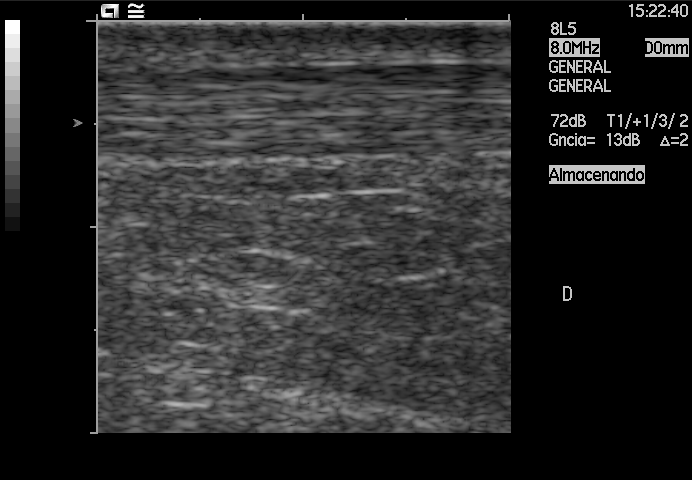 15:22:40
8L5
8.0MHz D0mm
GENERAL
GENERAL
72dB T1/+1/3/ 2
Gncia= 13dB Δ=2
Almacenando
D